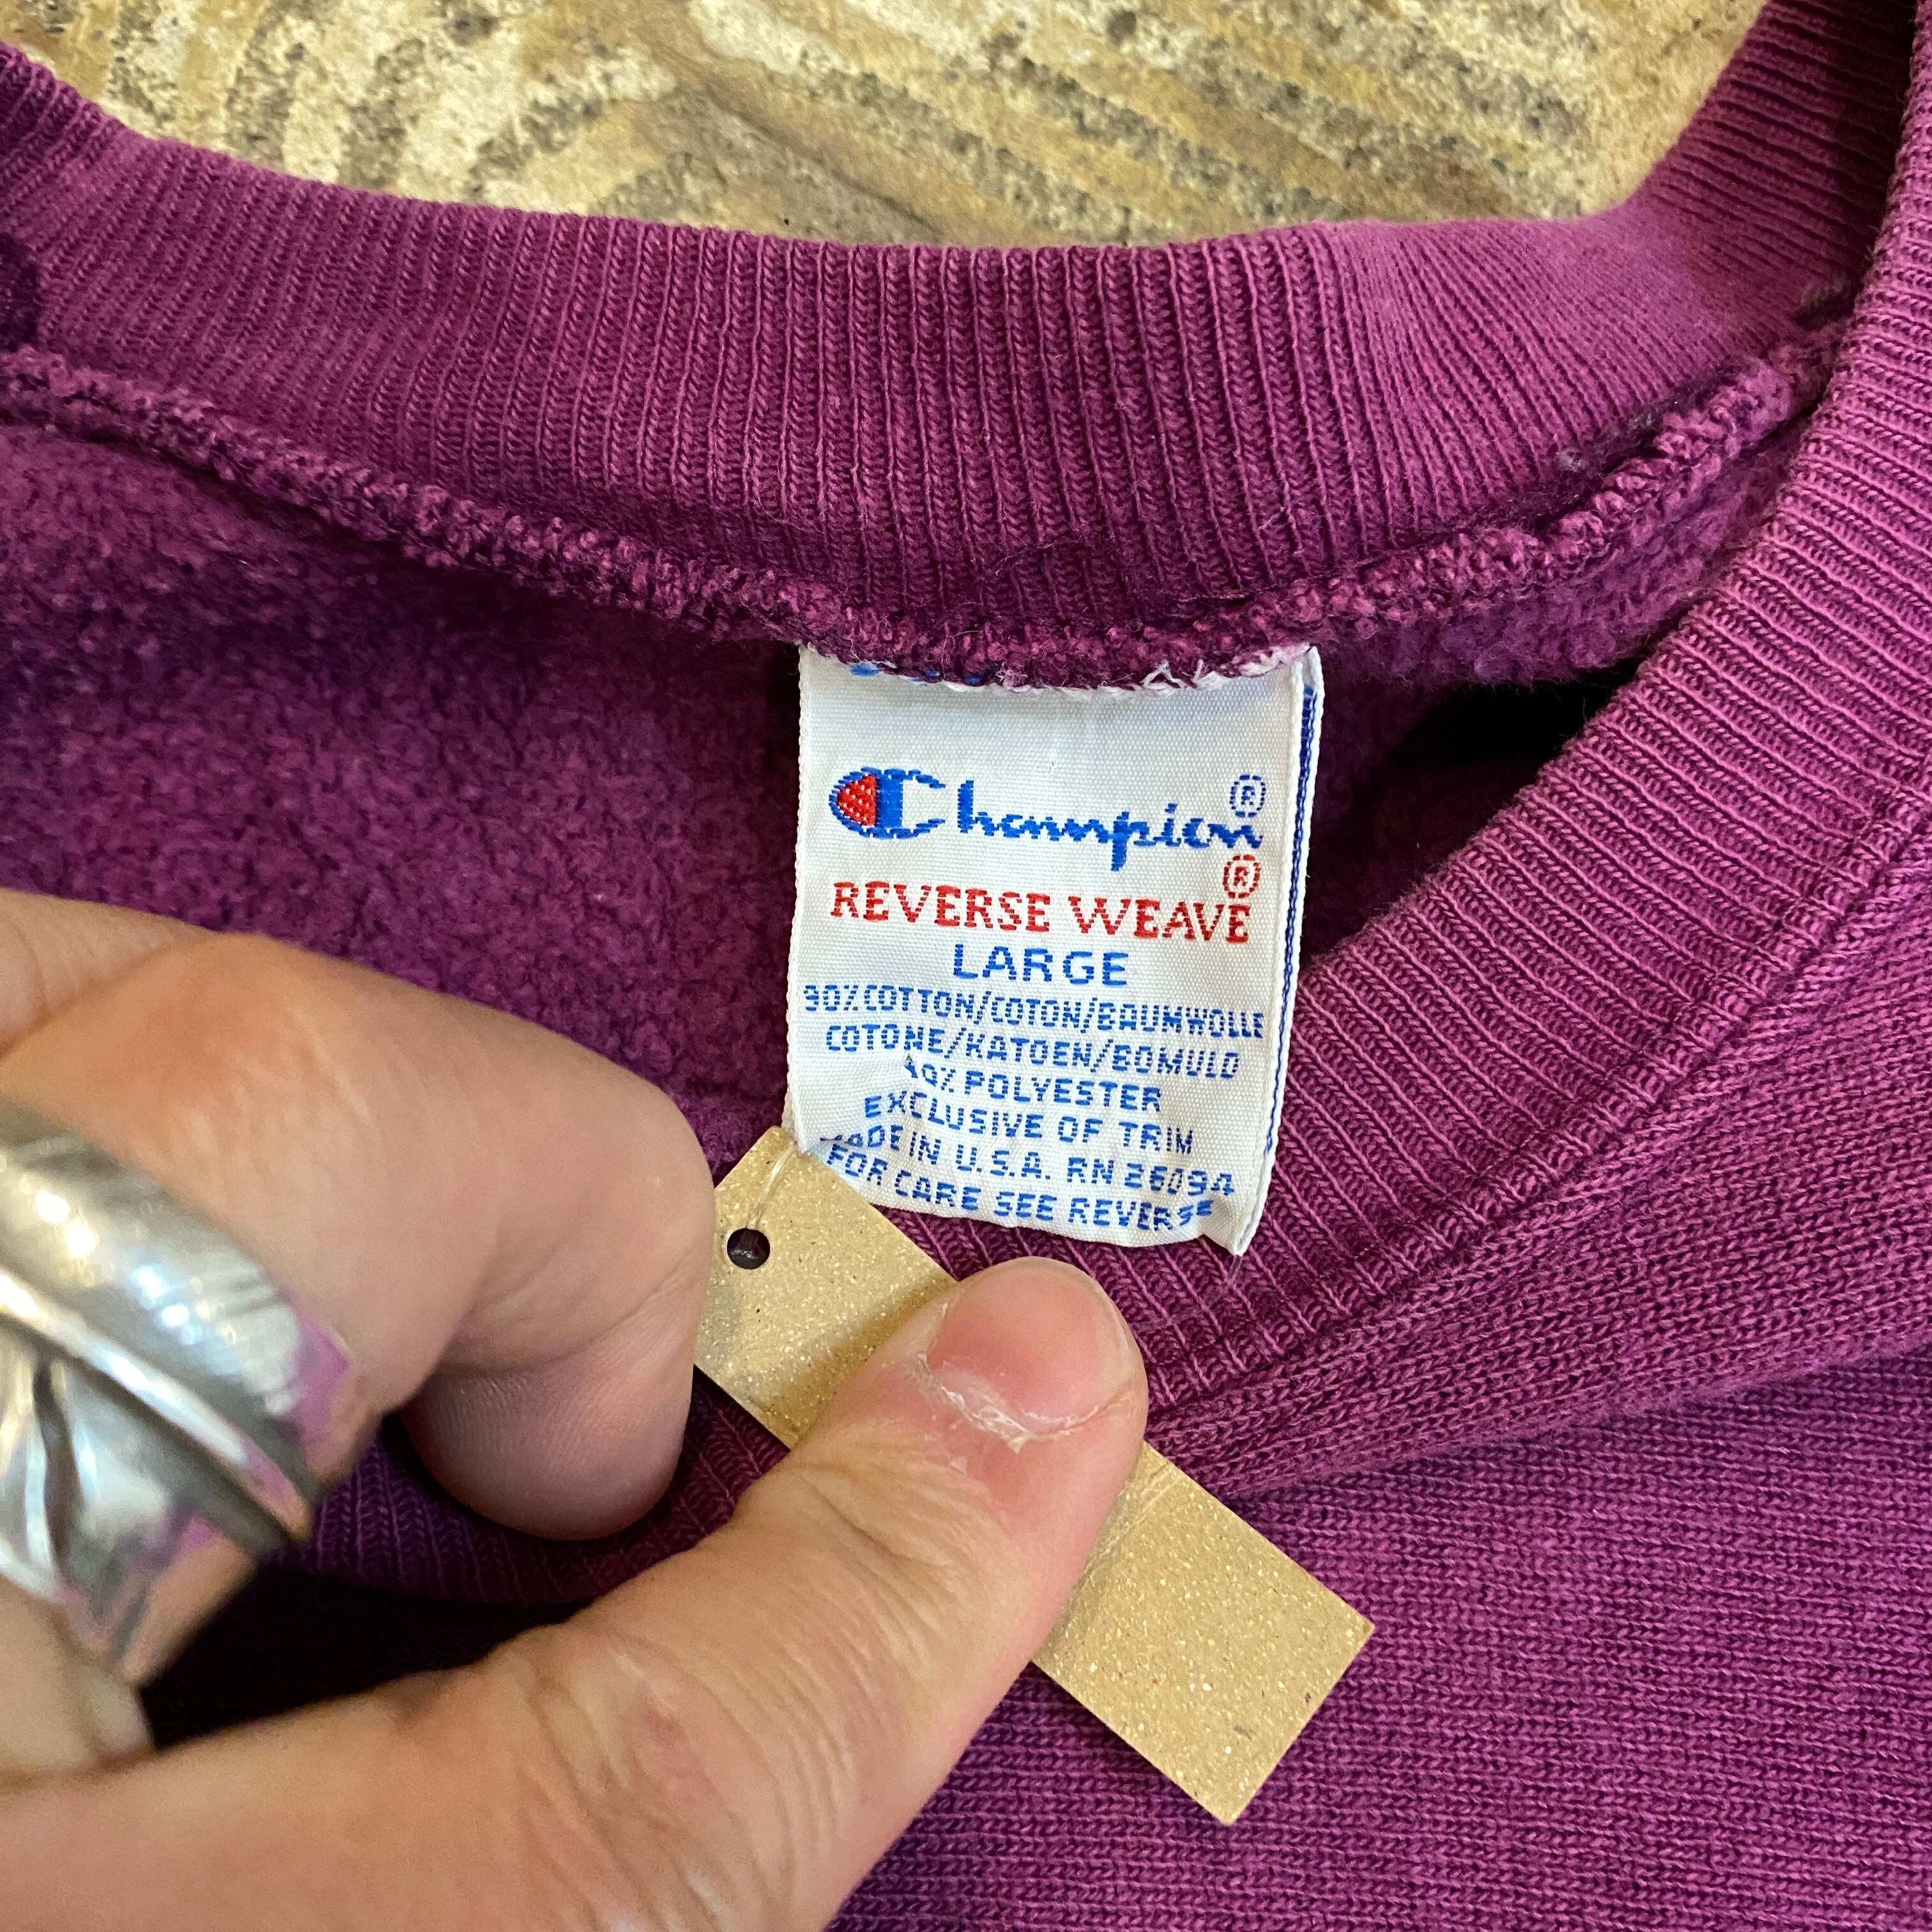 Champion®
REVERSE WEAVE®
LARGE
90% COTTON/COTON/BAUMWOLLE
COTONE/KATOEN/BOMULD
10% POLYESTER
EXCLUSIVE OF TRIM
MADE IN U.S.A. RN 26094
FOR CARE SEE REVERSE